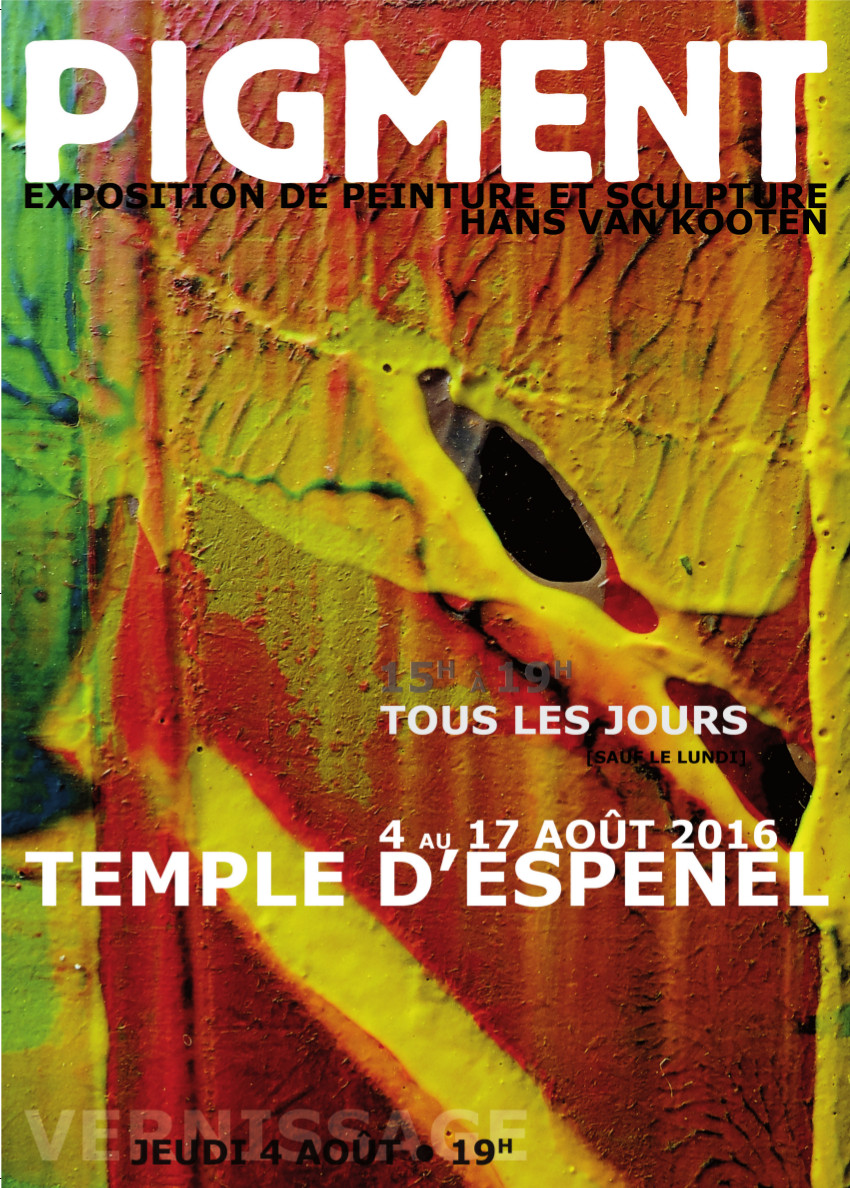 PIGMENT
EXPOSITION DE PEINTURE ET SCULPTURE
HANS VAN KOOTEN
15H À 19H
TOUS LES JOURS
[SAUF LE LUNDI]
4 AU 17 AOÛT 2016
TEMPLE D’ESPENEL
VERNISSAGE
JEUDI 4 AOÛT • 19H